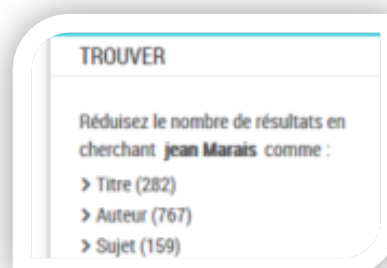 TROUVER
Réduisez le nombre de résultats en
cherchant jean Marais comme :
> Titre (282)
> Auteur (767)
> Sujet (159)